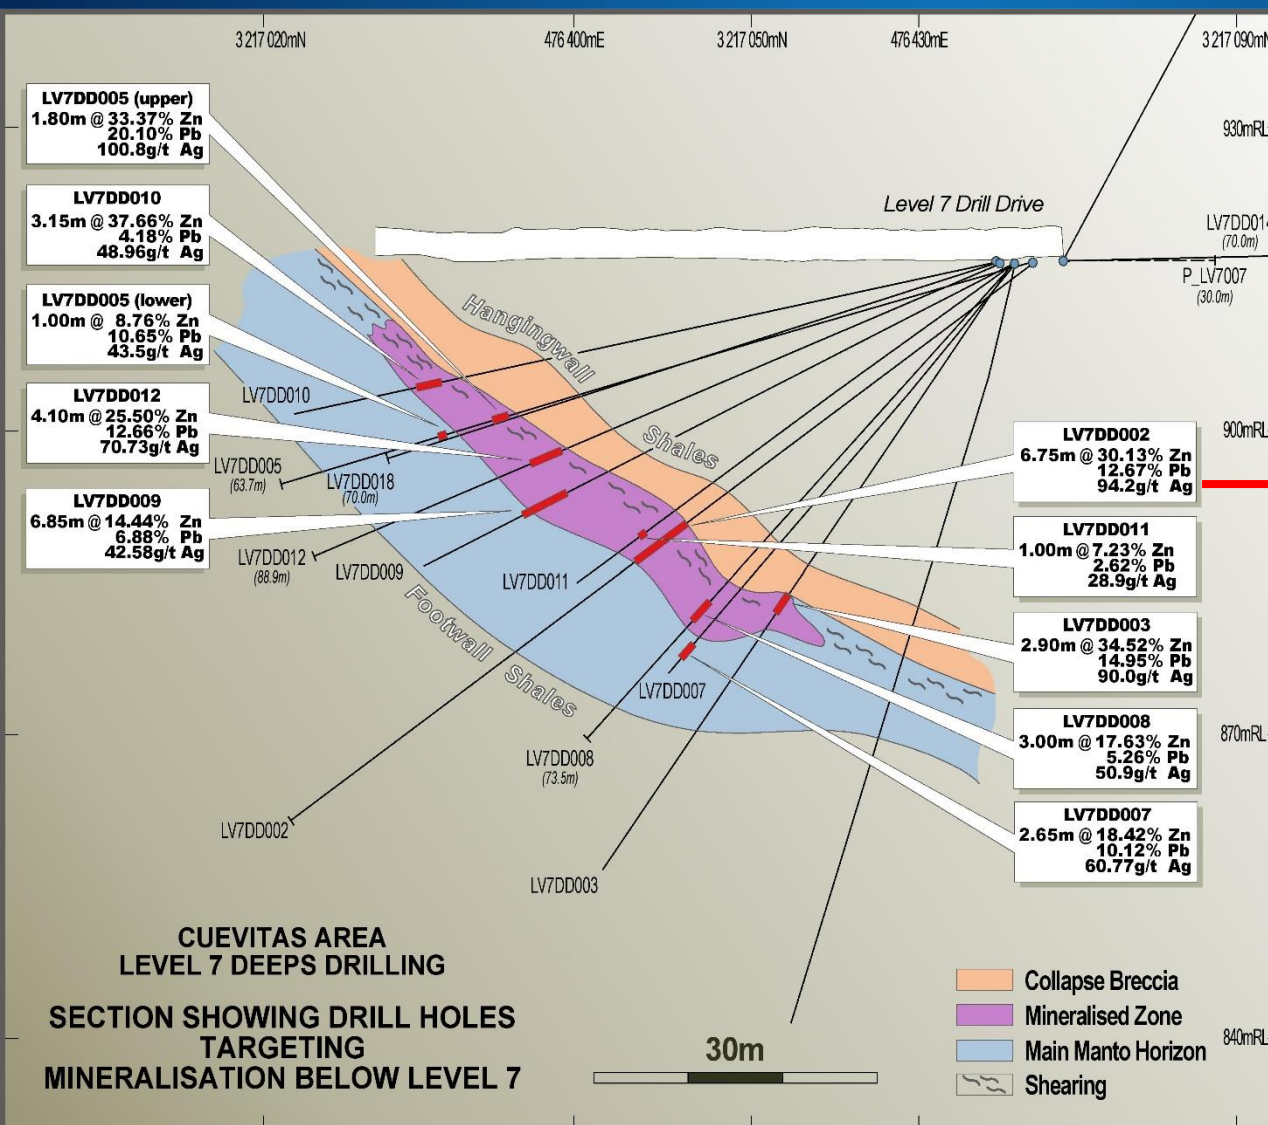 3 217 020mN
476 400mE
3 217 050mN
476 430mE
3 217 090mN
930mRL
900mRL
870mRL
840mRL
LV7DD005 (upper)
1.80m @ 33.37% Zn
20.10% Pb
100.8g/t Ag
LV7DD010
3.15m @ 37.66% Zn
4.18% Pb
48.96g/t Ag
LV7DD005 (lower)
1.00m @ 8.76% Zn
10.65% Pb
43.5g/t Ag
LV7DD012
4.10m @ 25.50% Zn
12.66% Pb
70.73g/t Ag
LV7DD009
6.85m @ 14.44% Zn
6.88% Pb
42.58g/t Ag
Level 7 Drill Drive
LV7DD014
(70.0m)
P_LV7007
(30.0m)
Hangingwall
Shales
Footwall Shales
LV7DD010
LV7DD005
(63.7m)
LV7DD018
(70.0m)
LV7DD012
(88.9m)
LV7DD009
LV7DD011
LV7DD007
LV7DD008
(73.5m)
LV7DD002
LV7DD003
LV7DD002
6.75m @ 30.13% Zn
12.67% Pb
94.2g/t Ag
LV7DD011
1.00m @ 7.23% Zn
2.62% Pb
28.9g/t Ag
LV7DD003
2.90m @ 34.52% Zn
14.95% Pb
90.0g/t Ag
LV7DD008
3.00m @ 17.63% Zn
5.26% Pb
50.9g/t Ag
LV7DD007
2.65m @ 18.42% Zn
10.12% Pb
60.77g/t Ag
CUEVITAS AREA
LEVEL 7 DEEPS DRILLING
SECTION SHOWING DRILL HOLES
TARGETING
MINERALISATION BELOW LEVEL 7
30m
Collapse Breccia
Mineralised Zone
Main Manto Horizon
Shearing